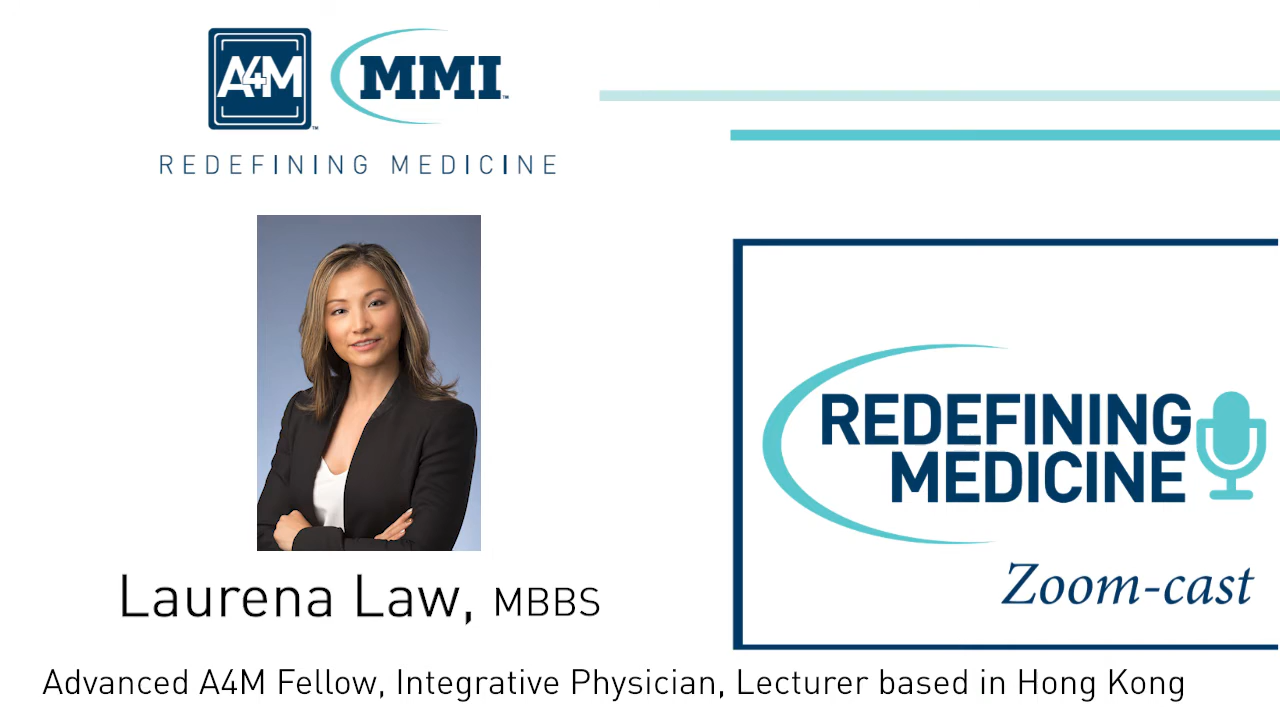 A4M MMI™
REDEFINING MEDICINE
REDEFINING
MEDICINE
Zoom-cast
Laurena Law, MBBS
Advanced A4M Fellow, Integrative Physician, Lecturer based in Hong Kong